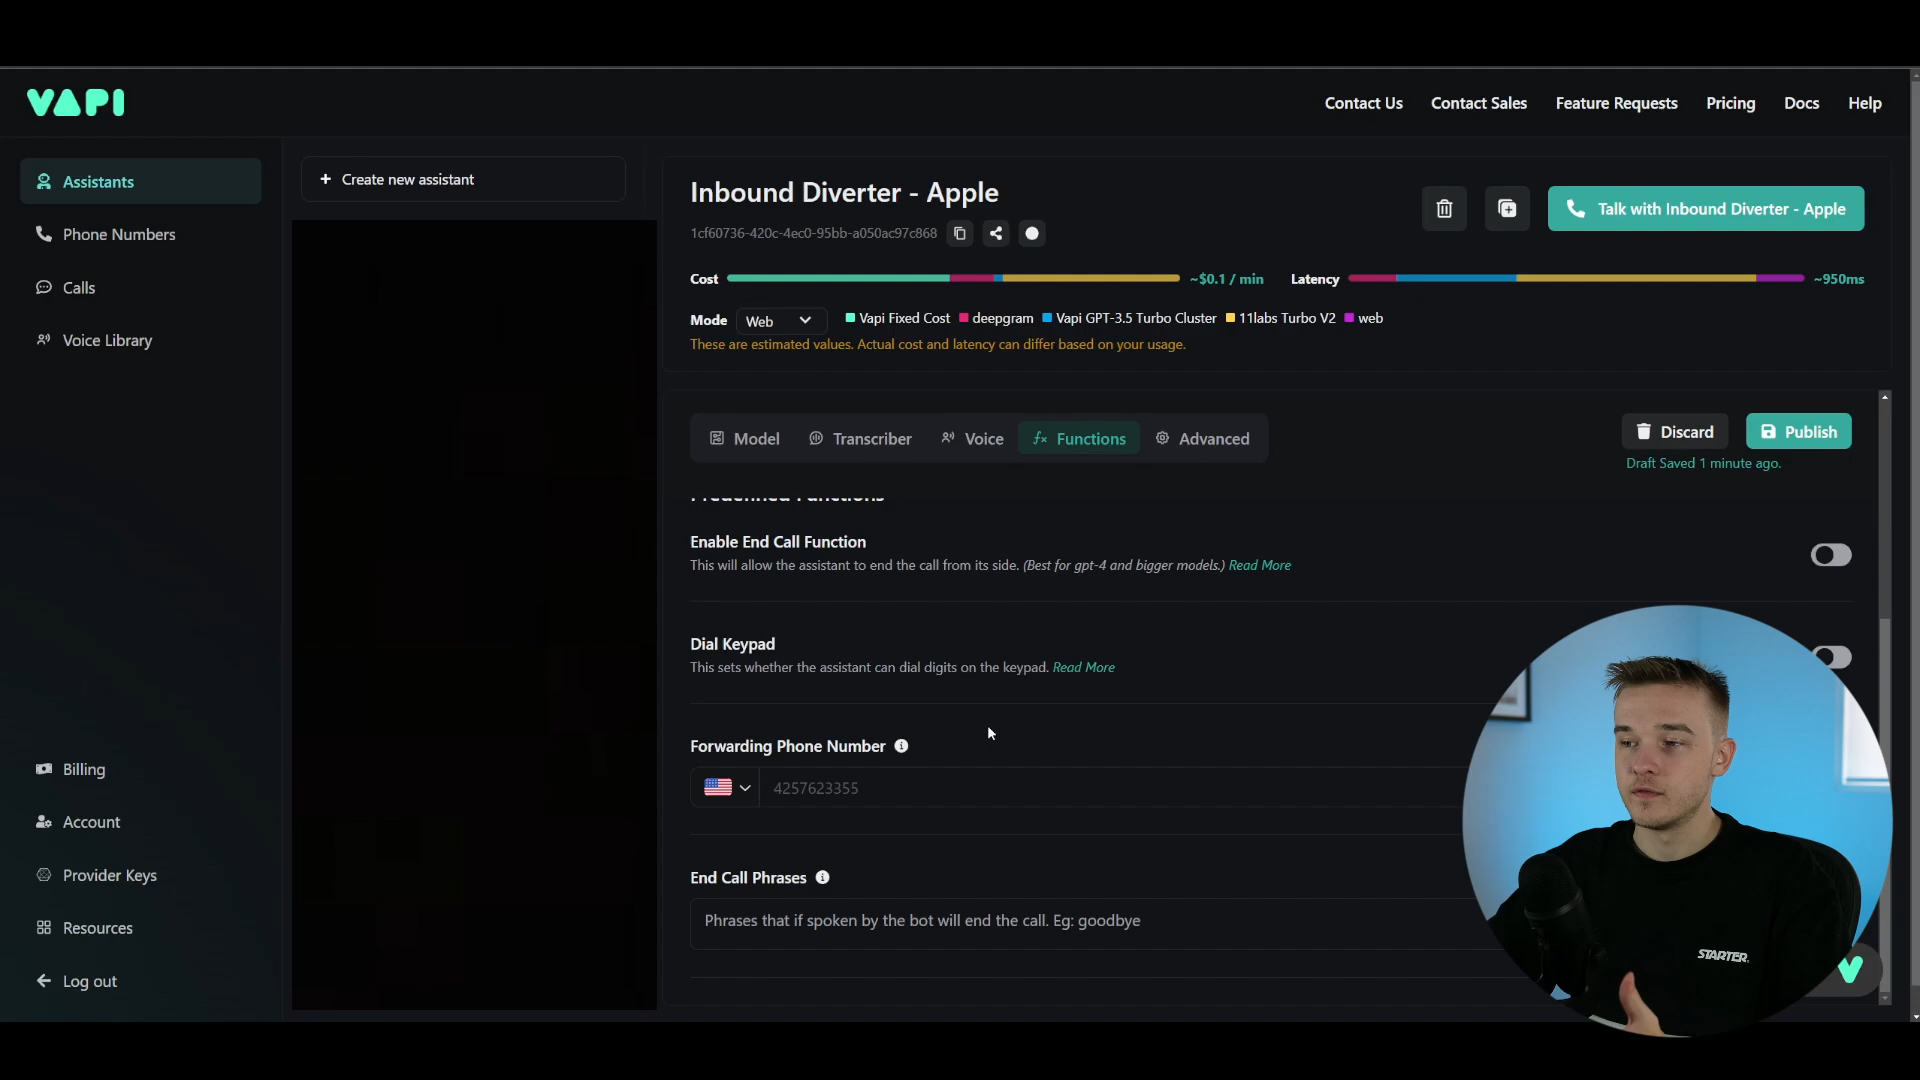 VAPI
Contact Us
Contact Sales
Feature Requests
Pricing
Docs
Help
Assistants
Phone Numbers
Calls
Voice Library
Billing
Account
Provider Keys
Resources
Log out
+ Create new assistant
Inbound Diverter - Apple
1cf60736-420c-4ec0-95bb-a050ac97c868
Talk with Inbound Diverter - Apple
Cost
~$0.1 / min
Latency
~950ms
Mode
Web
Vapi Fixed Cost
deepgram
Vapi GPT-3.5 Turbo Cluster
11labs Turbo V2
web
These are estimated values. Actual cost and latency can differ based on your usage.
Model
Transcriber
Voice
Functions
Advanced
Discard
Publish
Draft Saved 1 minute ago.
Predefined Functions
Enable End Call Function
This will allow the assistant to end the call from its side. (Best for gpt-4 and bigger models.) Read More
Dial Keypad
This sets whether the assistant can dial digits on the keypad. Read More
Forwarding Phone Number
4257623355
End Call Phrases
Phrases that if spoken by the bot will end the call. Eg: goodbye
STARTER.